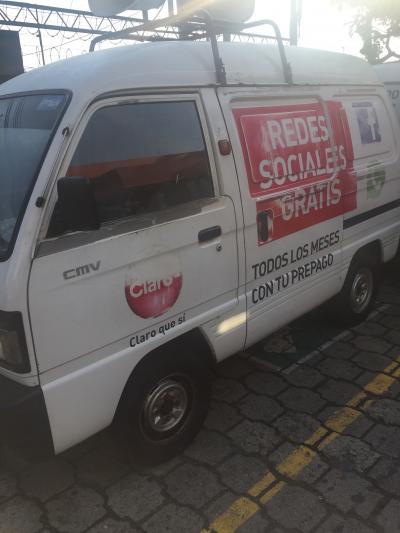 REDES
SOCIALES
GRATIS
TODOS LOS MESES
CON TU PREPAGO
CMV
Claro
Claro que sí